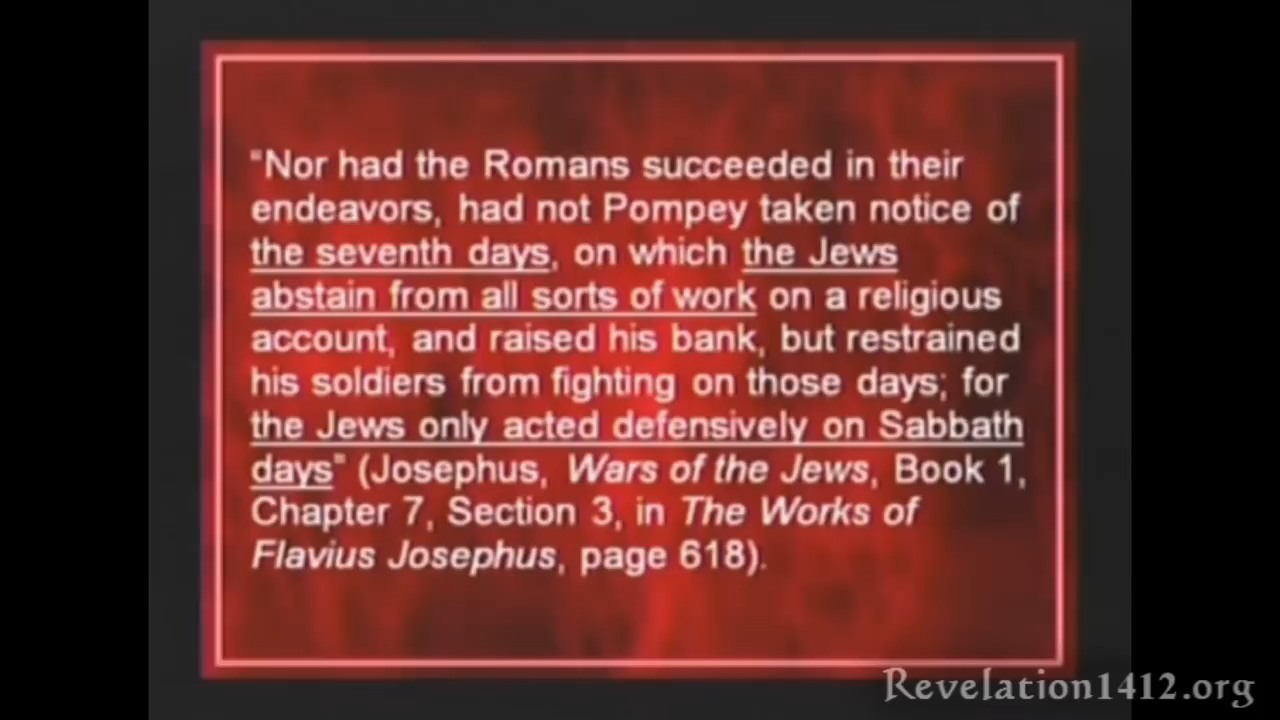 "Nor had the Romans succeeded in their
endeavors, had not Pompey taken notice of
the seventh days, on which the Jews
abstain from all sorts of work on a religious
account, and raised his bank, but restrained
his soldiers from fighting on those days; for
the Jews only acted defensively on Sabbath
days" (Josephus, Wars of the Jews, Book 1,
Chapter 7, Section 3, in The Works of
Flavius Josephus, page 618).
Revelation1412.org